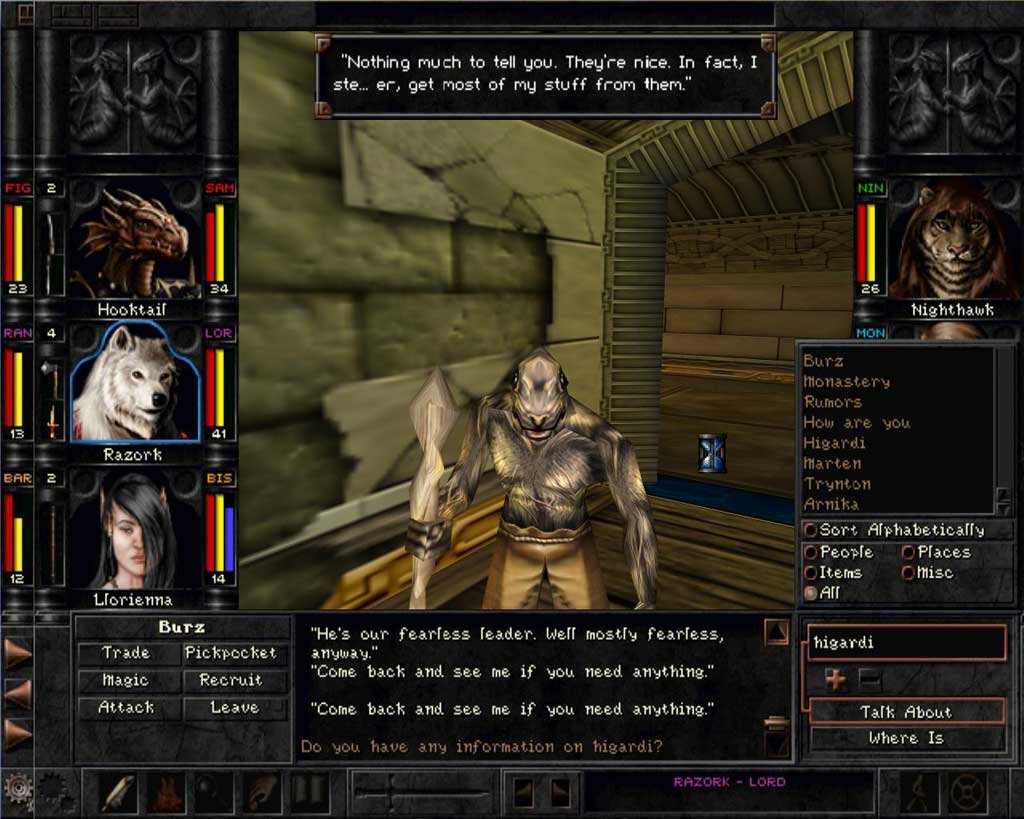 "Nothing much to tell you. They're nice. In fact, I
ste... er, get most of my stuff from them."
FIG 2 SAM
23 34
Hooktail
RAN 4 LOR
13 41
Razork
BAR 2 BIS
12 14
Llorienna
NIN
26
Nighthawk
MON
Burz
Monastery
Rumors
How are you
Higardi
Marten
Trynton
Arnika
Sort Alphabetically
People Places
Items Misc
All
Burz
Trade Pickpocket
Magic Recruit
Attack Leave
"He's our fearless leader. Well mostly fearless,
anyway."
"Come back and see me if you need anything."
"Come back and see me if you need anything."
Do you have any information on higardi?
higardi
Talk About
Where Is
RAZORK - LORD